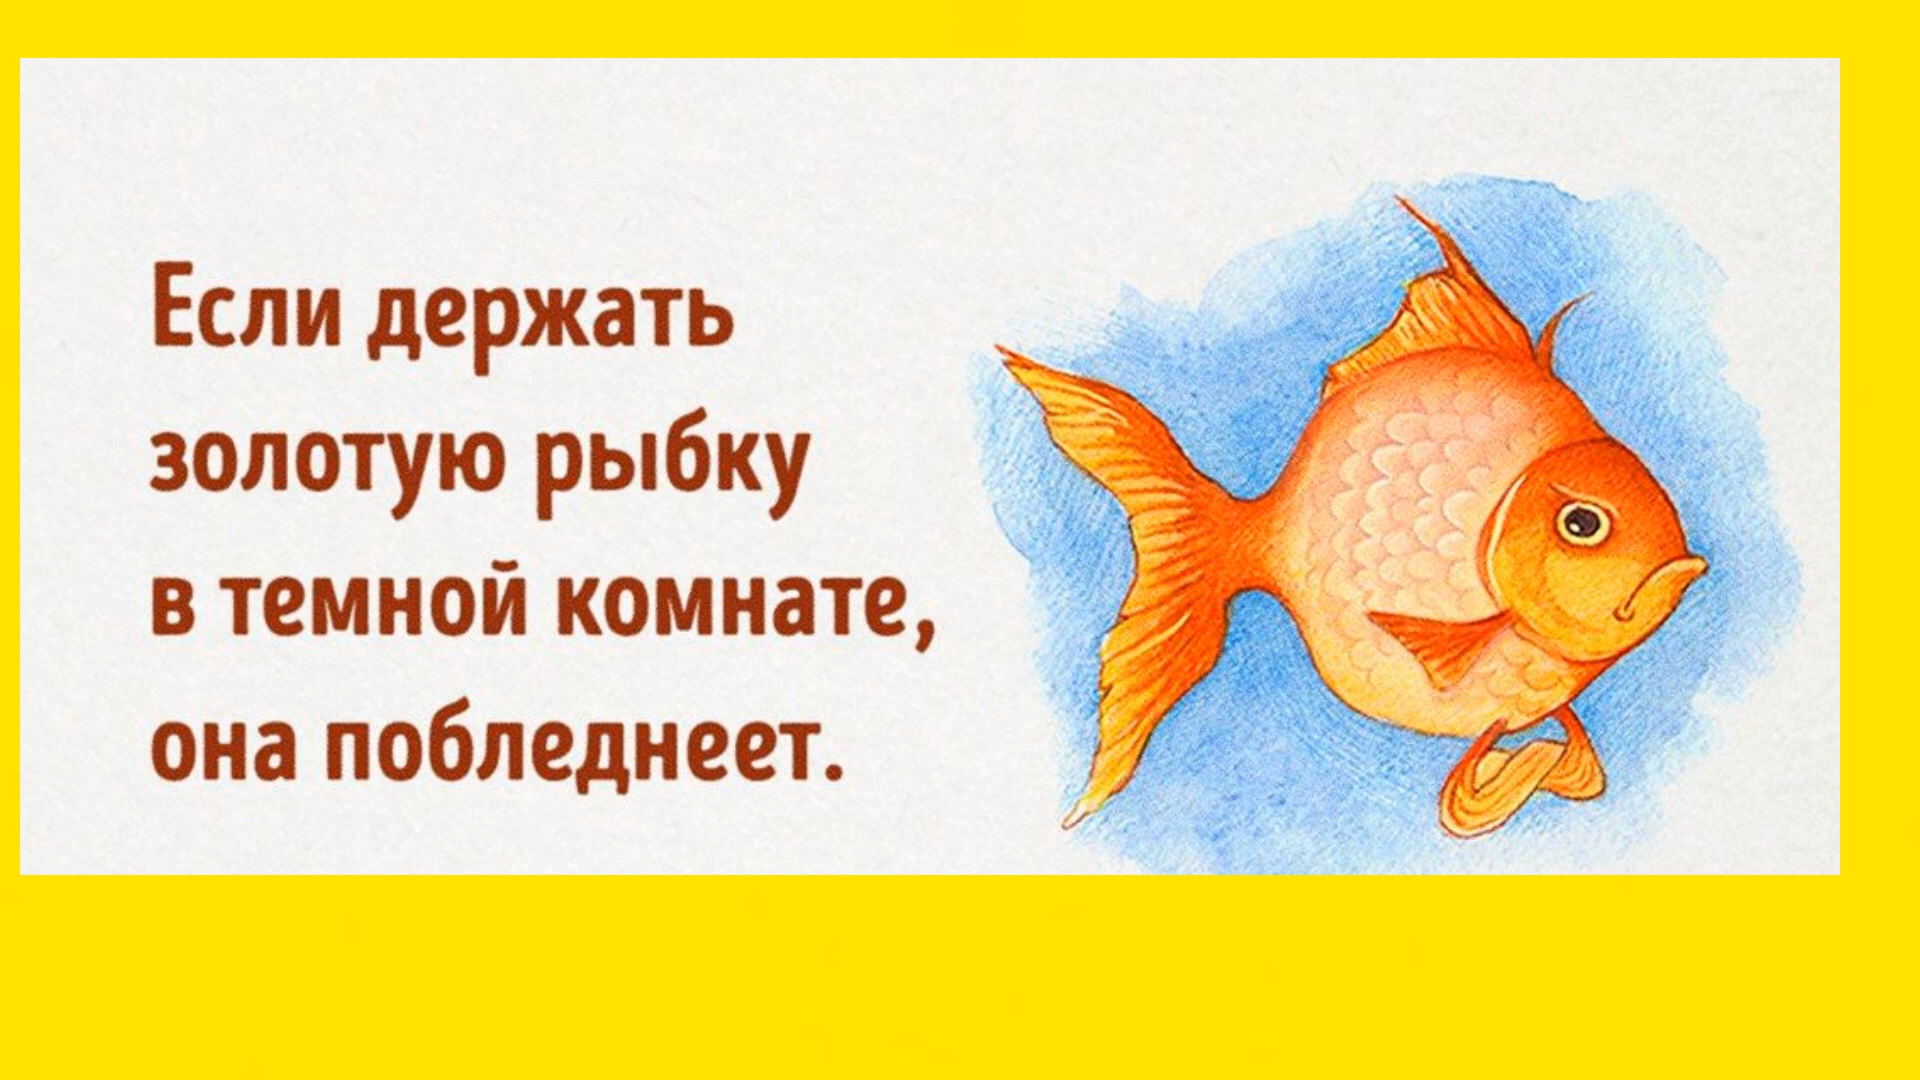 Если держать
золотую рыбку
в темной комнате,
она побледнеет.